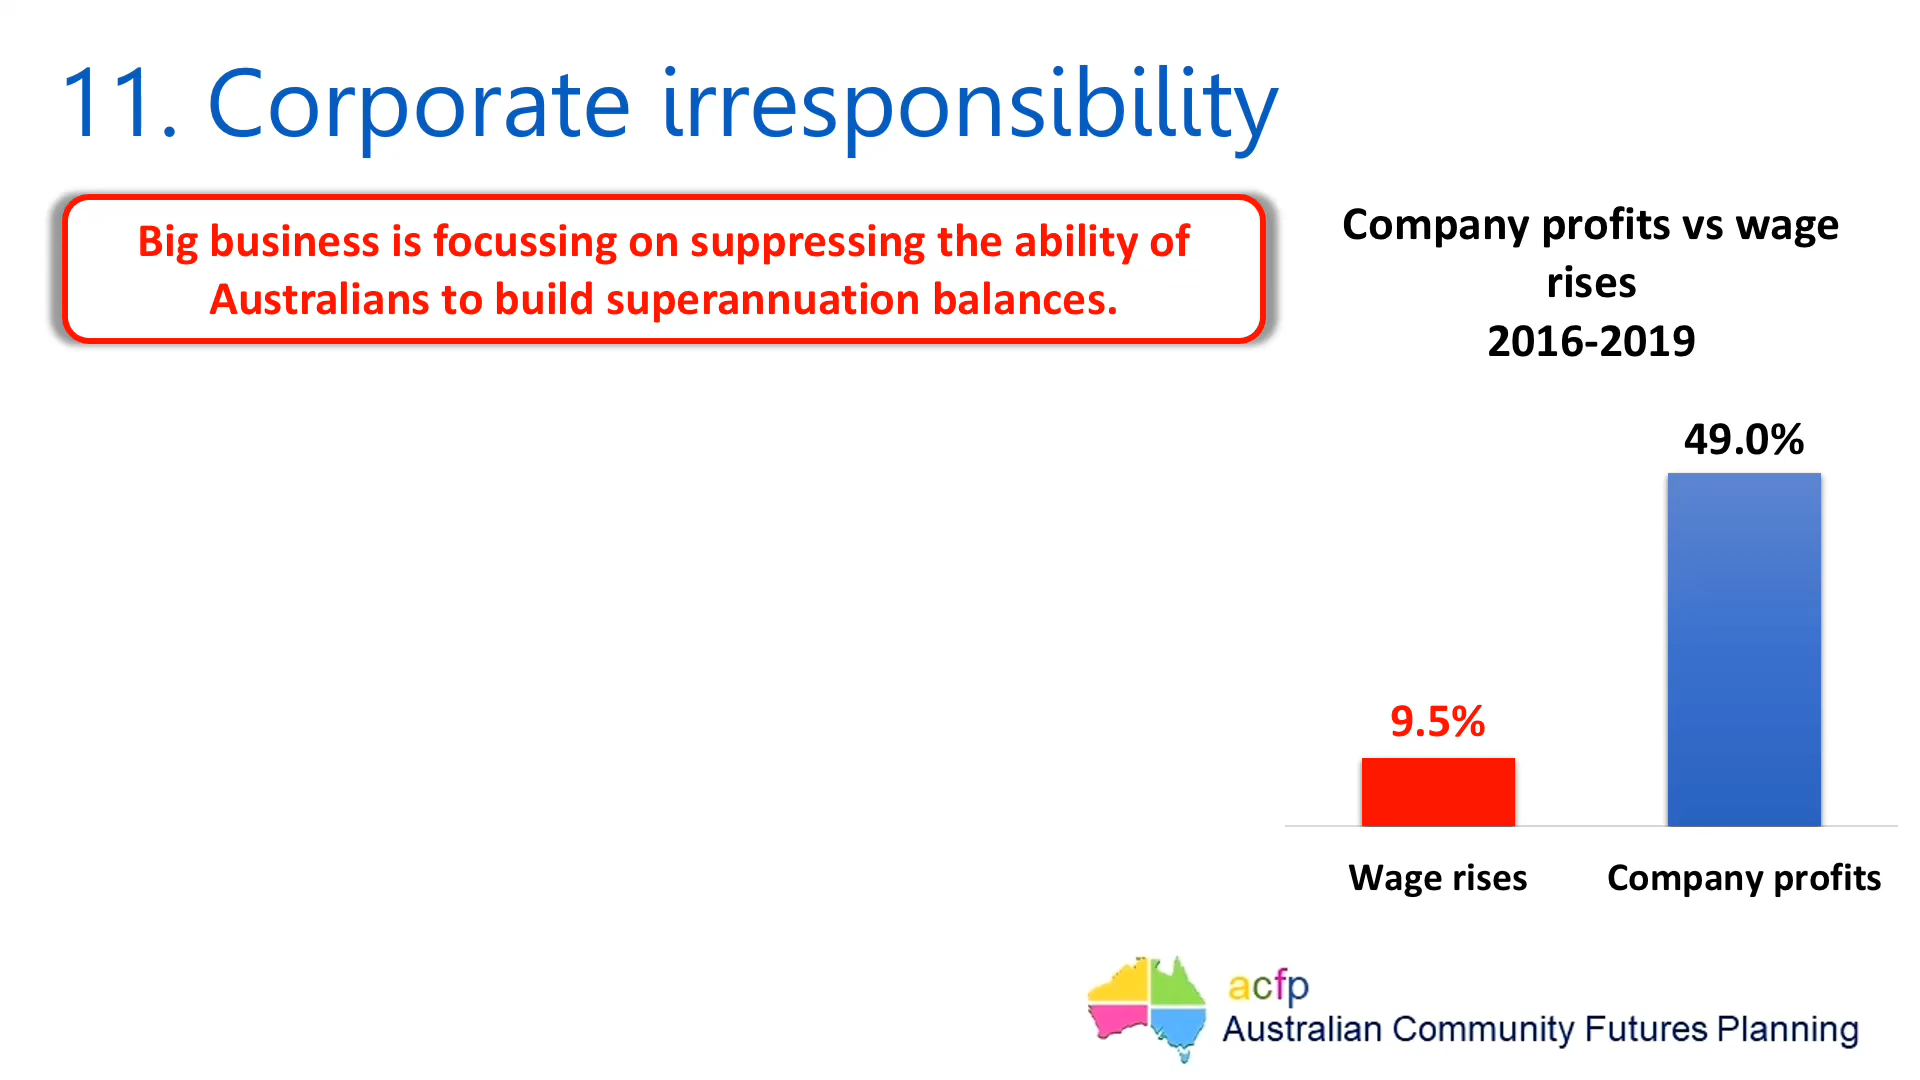 11. Corporate irresponsibility
Big business is focussing on suppressing the ability of
Australians to build superannuation balances.
Company profits vs wage
rises
2016-2019
49.0%
9.5%
Wage rises
Company profits
acfp
Australian Community Futures Planning